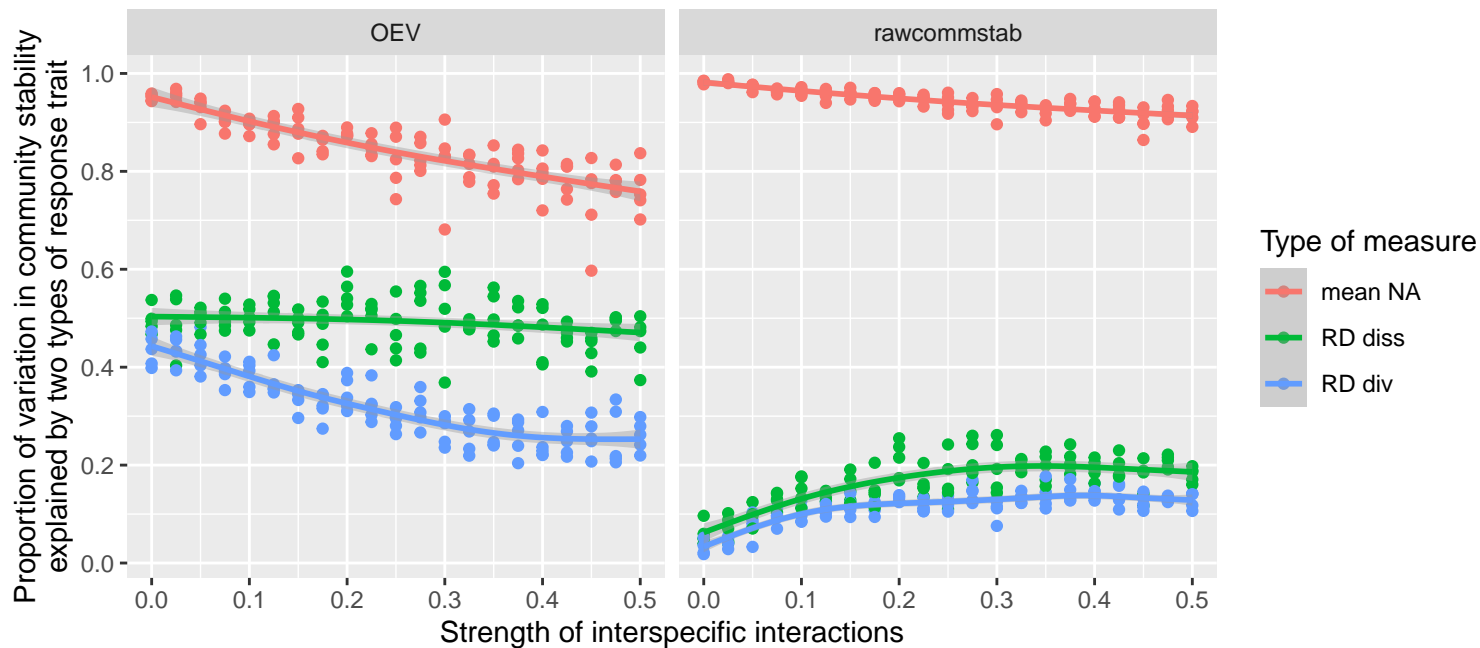 OEV
rawcommstab
Proportion of variation in community stability
explained by two types of response trait
1.0
0.8
0.6
0.4
0.2
0.0
0.0 0.1 0.2 0.3 0.4 0.5
0.0 0.1 0.2 0.3 0.4 0.5
Strength of interspecific interactions
Type of measure
mean NA
RD diss
RD div